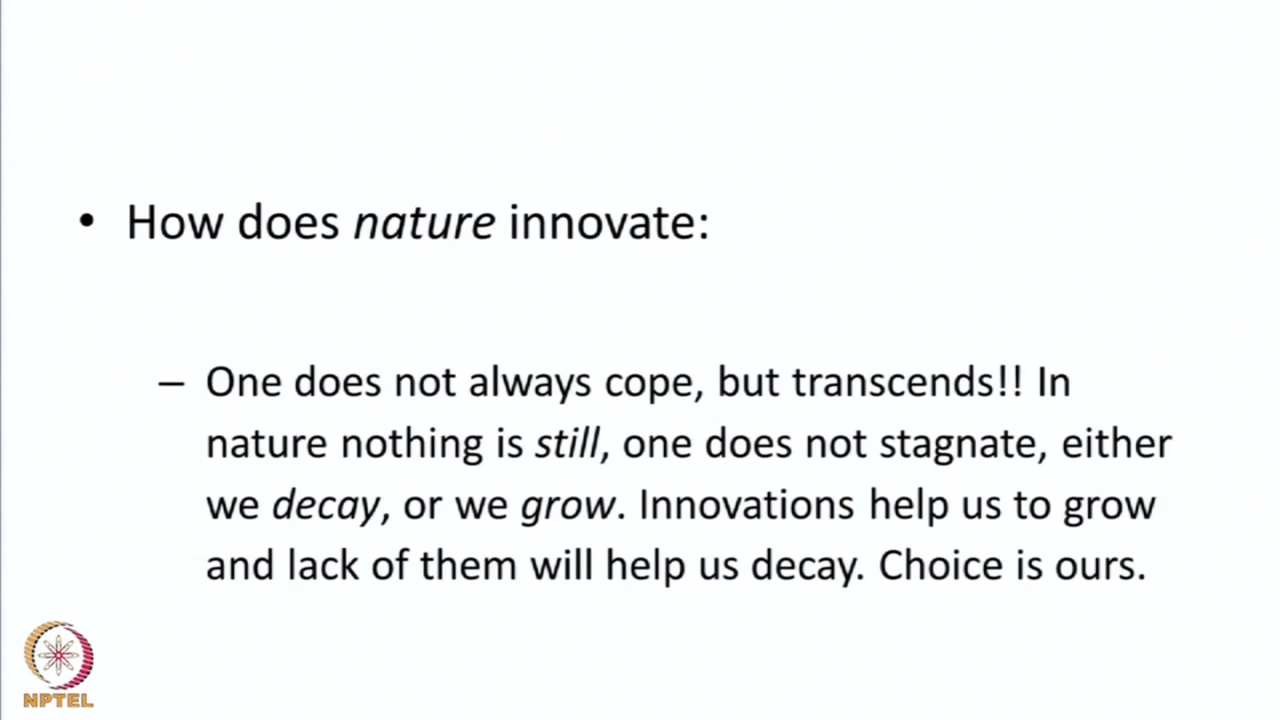 • How does nature innovate:
– One does not always cope, but transcends!! In
nature nothing is still, one does not stagnate, either
we decay, or we grow. Innovations help us to grow
and lack of them will help us decay. Choice is ours.
NPTEL